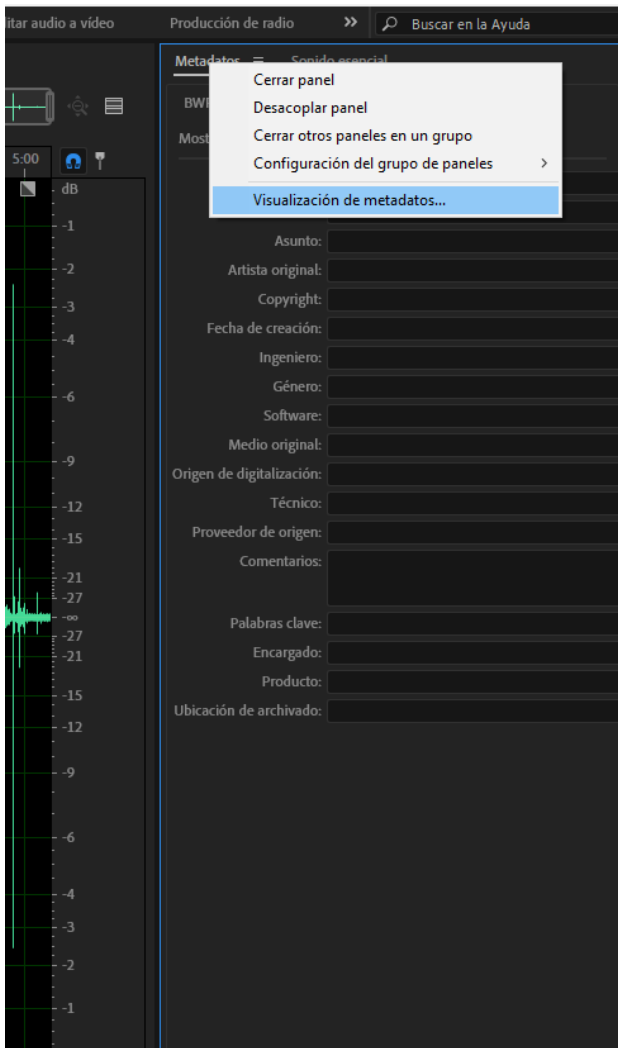 itar audio a vídeo
Producción de radio
Buscar en la Ayuda
Metadatos
Sonido esencial
Cerrar panel
Desacoplar panel
Cerrar otros paneles en un grupo
Configuración del grupo de paneles
Visualización de metadatos...
BWF
Most
5:00
dB
-1
-2
-3
-4
-6
-9
-12
-15
-21
-27
-∞
-27
-21
-15
-12
-9
-6
-4
-3
-2
-1
Asunto:
Artista original:
Copyright:
Fecha de creación:
Ingeniero:
Género:
Software:
Medio original:
Origen de digitalización:
Técnico:
Proveedor de origen:
Comentarios:
Palabras clave:
Encargado:
Producto:
Ubicación de archivado: